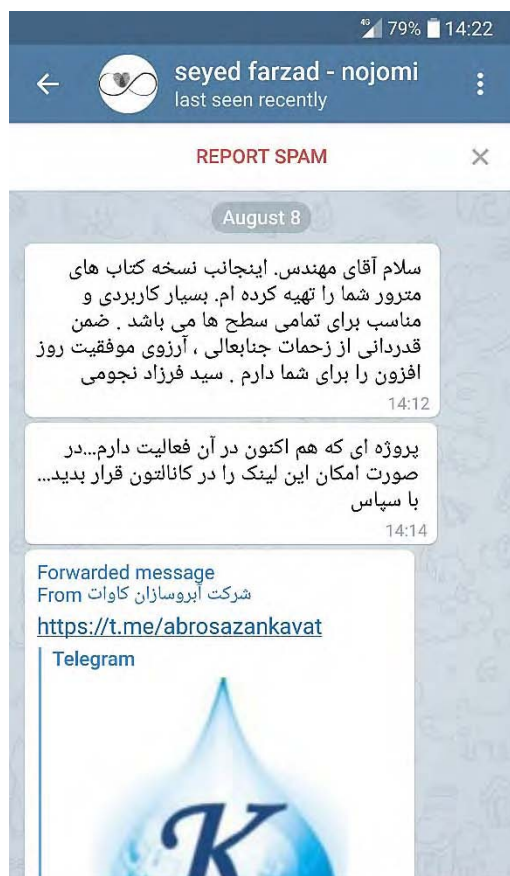 4G 79% 14:22
seyed farzad - nojomi
last seen recently
REPORT SPAM
August 8
سلام آقای مهندس. اینجانب نسخه کتاب های
مترور شما را تهیه کرده ام. بسیار کاربردی و
مناسب برای تمامی سطح ها می باشد . ضمن
قدردانی از زحمات جنابعالی ، آرزوی موفقیت روز
افزون را برای شما دارم . سید فرزاد نجومی
14:12
پروژه ای که هم اکنون در آن فعالیت دارم...در
صورت امکان این لینک را در کانالتون قرار بدید...
با سپاس
14:14
Forwarded message
From شرکت آبروسازان کاوات
https://t.me/abrosazankavat
Telegram
K